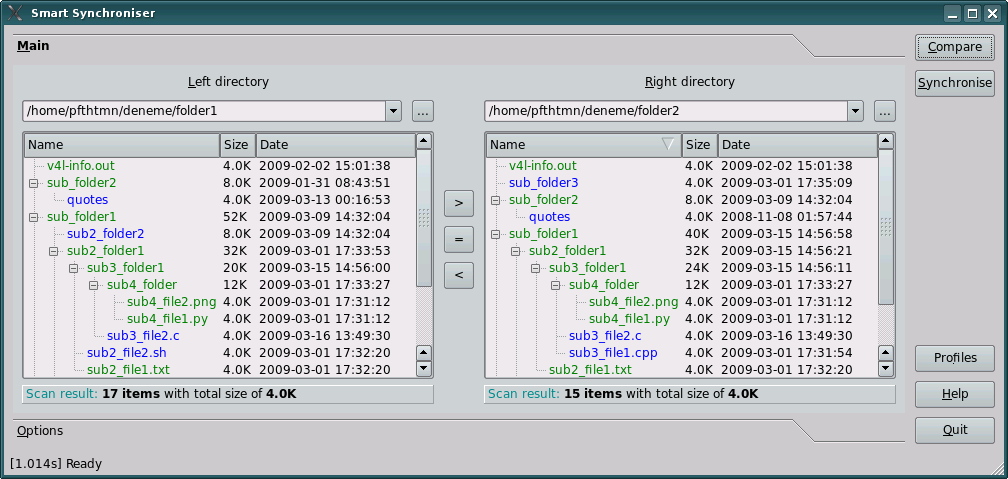 Smart Synchroniser
Main
Compare
Synchronise
Left directory
/home/pfthtmn/deneme/folder1
...
Name Size Date
v4l-info.out 4.0K 2009-02-02 15:01:38
sub_folder2 8.0K 2009-01-31 08:43:51
quotes 4.0K 2009-03-13 00:16:53
sub_folder1 52K 2009-03-09 14:32:04
sub2_folder2 8.0K 2009-03-09 14:32:04
sub2_folder1 32K 2009-03-01 17:33:53
sub3_folder1 20K 2009-03-15 14:56:00
sub4_folder 12K 2009-03-01 17:33:27
sub4_file2.png 4.0K 2009-03-01 17:31:12
sub4_file1.py 4.0K 2009-03-01 17:31:12
sub3_file2.c 4.0K 2009-03-16 13:49:30
sub2_file2.sh 4.0K 2009-03-01 17:32:20
sub2_file1.txt 4.0K 2009-03-01 17:32:20
Scan result: 17 items with total size of 4.0K
>
=
<
Right directory
/home/pfthtmn/deneme/folder2
...
Name Size Date
v4l-info.out 4.0K 2009-02-02 15:01:38
sub_folder3 4.0K 2009-03-01 17:35:09
sub_folder2 8.0K 2009-03-09 14:32:04
quotes 4.0K 2008-11-08 01:57:44
sub_folder1 40K 2009-03-15 14:56:58
sub2_folder1 32K 2009-03-15 14:56:21
sub3_folder1 24K 2009-03-15 14:56:11
sub4_folder 12K 2009-03-01 17:33:27
sub4_file2.png 4.0K 2009-03-01 17:31:12
sub4_file1.py 4.0K 2009-03-01 17:31:12
sub3_file2.c 4.0K 2009-03-16 13:49:30
sub3_file1.cpp 4.0K 2009-03-01 17:31:54
sub2_file1.txt 4.0K 2009-03-01 17:32:20
Scan result: 15 items with total size of 4.0K
Profiles
Help
Quit
Options
[1.014s] Ready